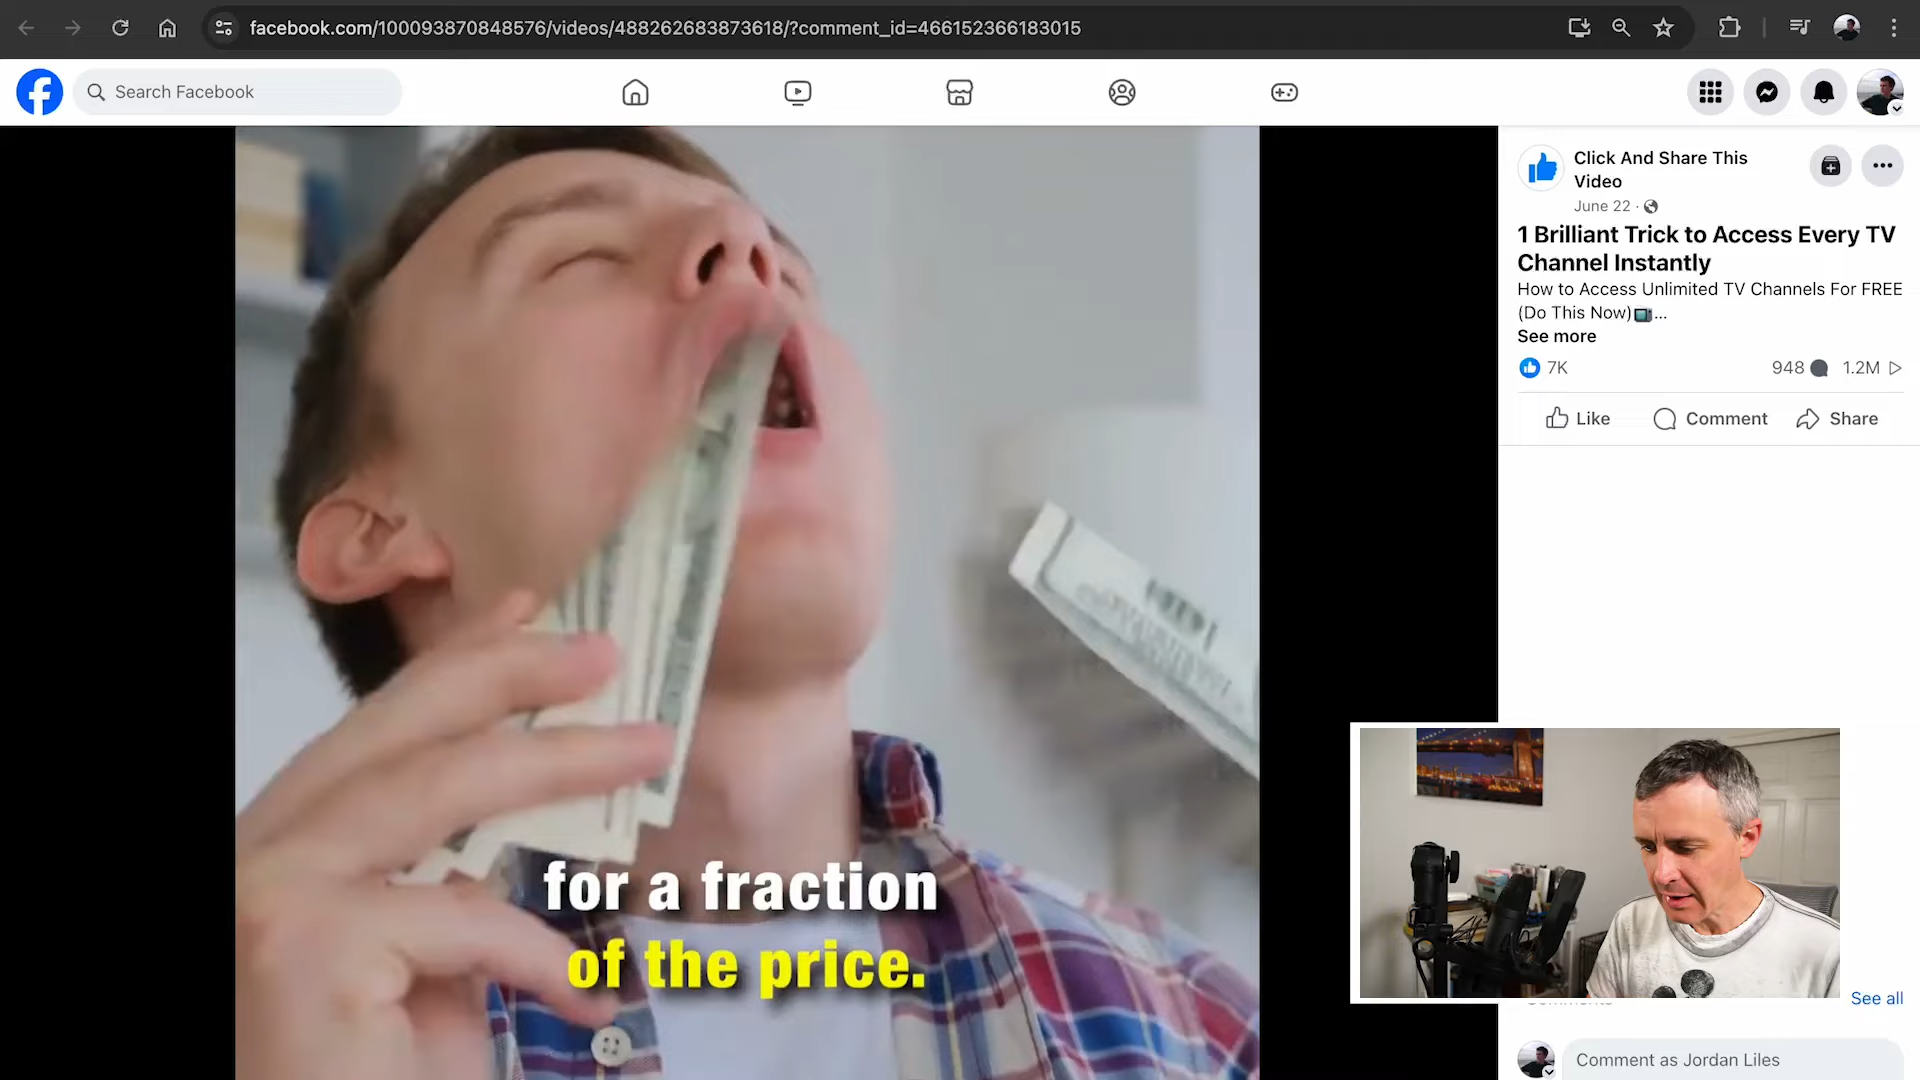 facebook.com/100093870848576/videos/488262683873618/?comment_id=466152366183015
Search Facebook
Click And Share This
Video
June 22 ·
1 Brilliant Trick to Access Every TV
Channel Instantly
How to Access Unlimited TV Channels For FREE
(Do This Now)📺...
See more
7K
948
1.2M
Like
Comment
Share
for a fraction
of the price.
See all
Comment as Jordan Liles